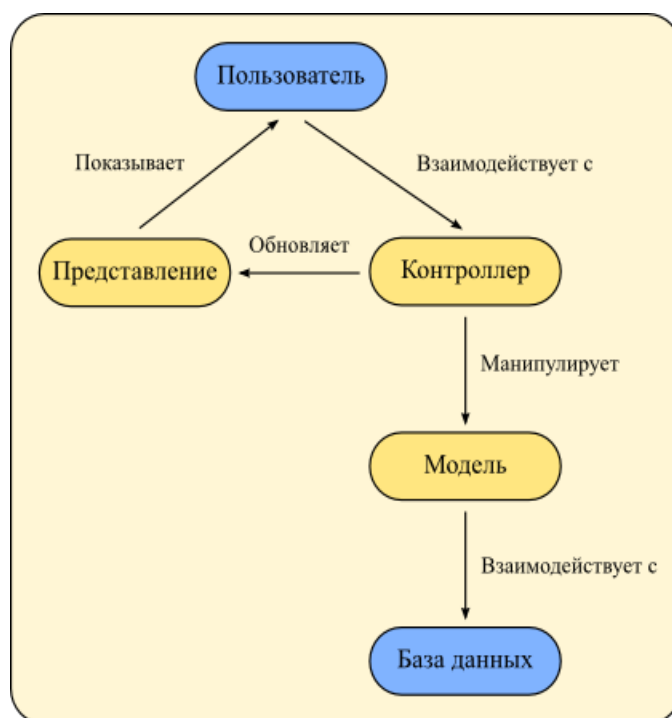 Пользователь
Показывает
Взаимодействует с
Обновляет
Представление
Контроллер
Манипулирует
Модель
Взаимодействует с
База данных